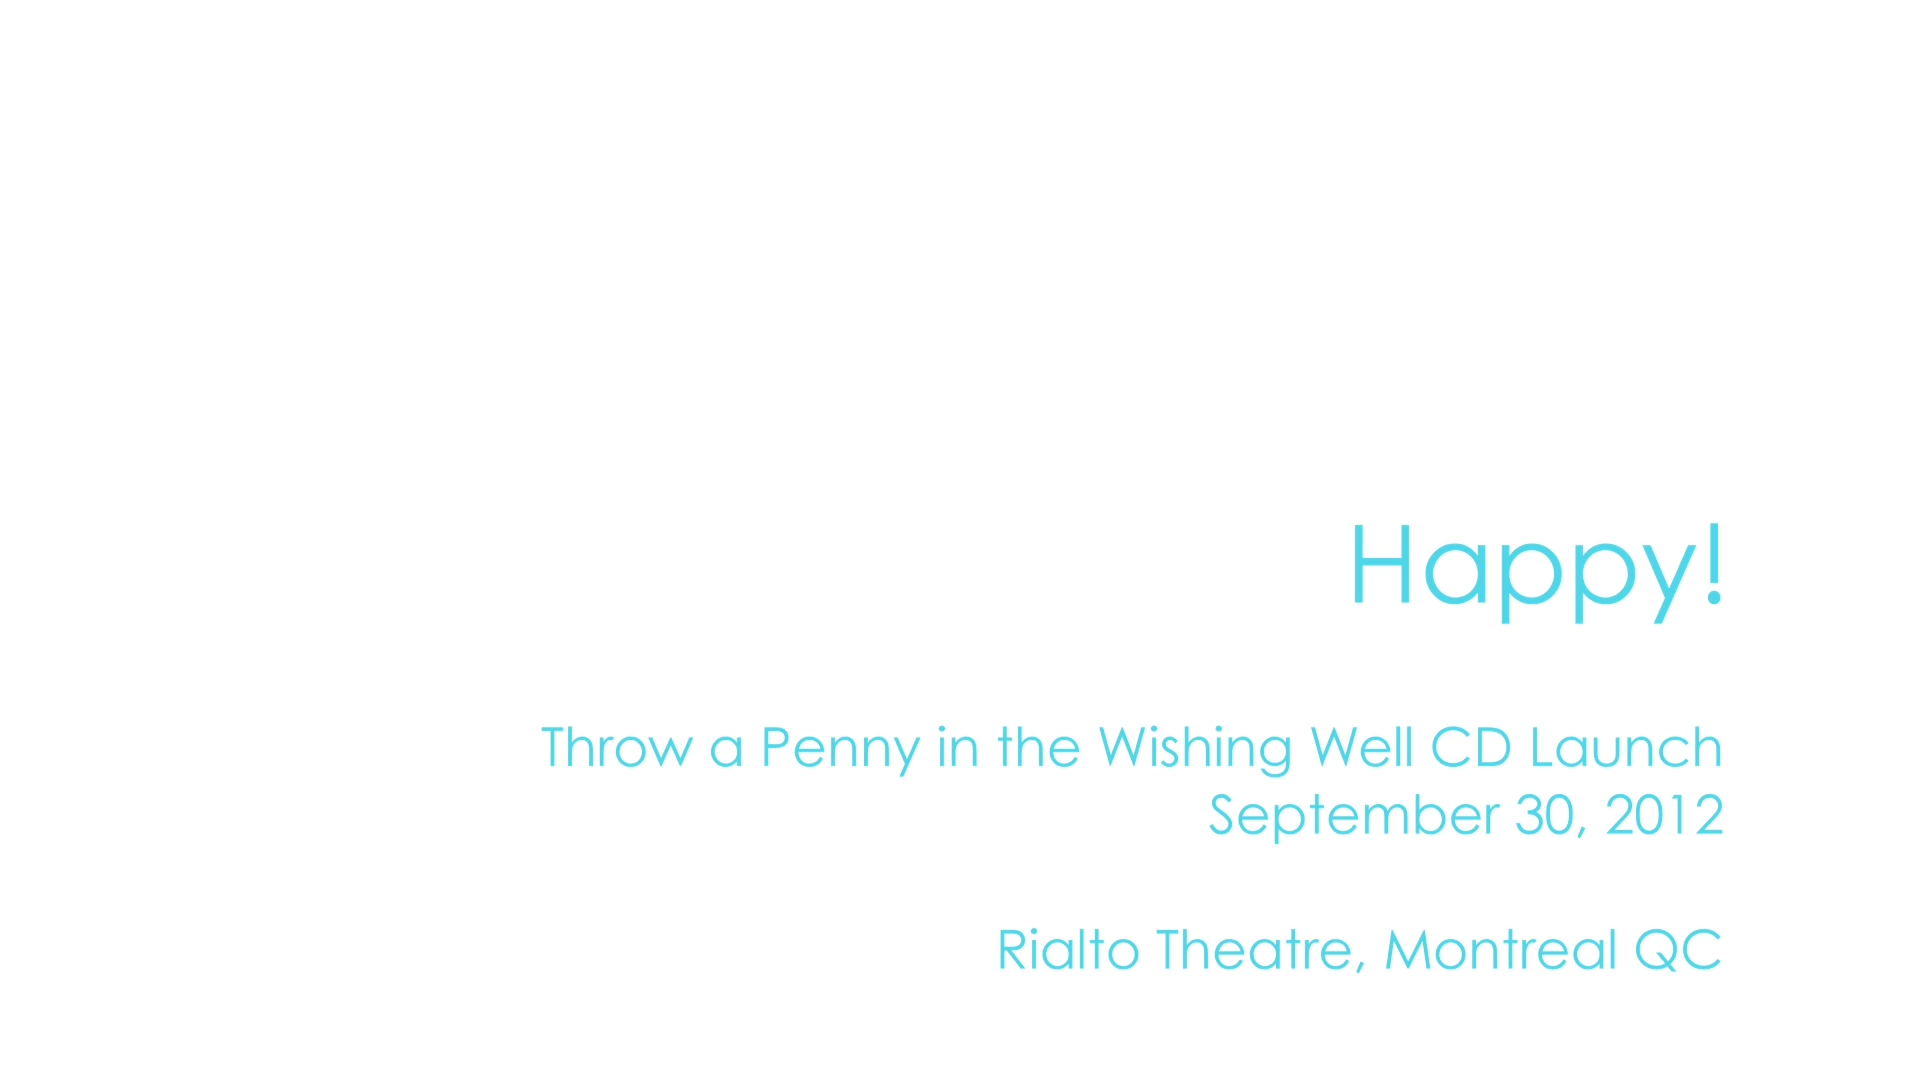 Happy!
Throw a Penny in the Wishing Well CD Launch
September 30, 2012
Rialto Theatre, Montreal QC